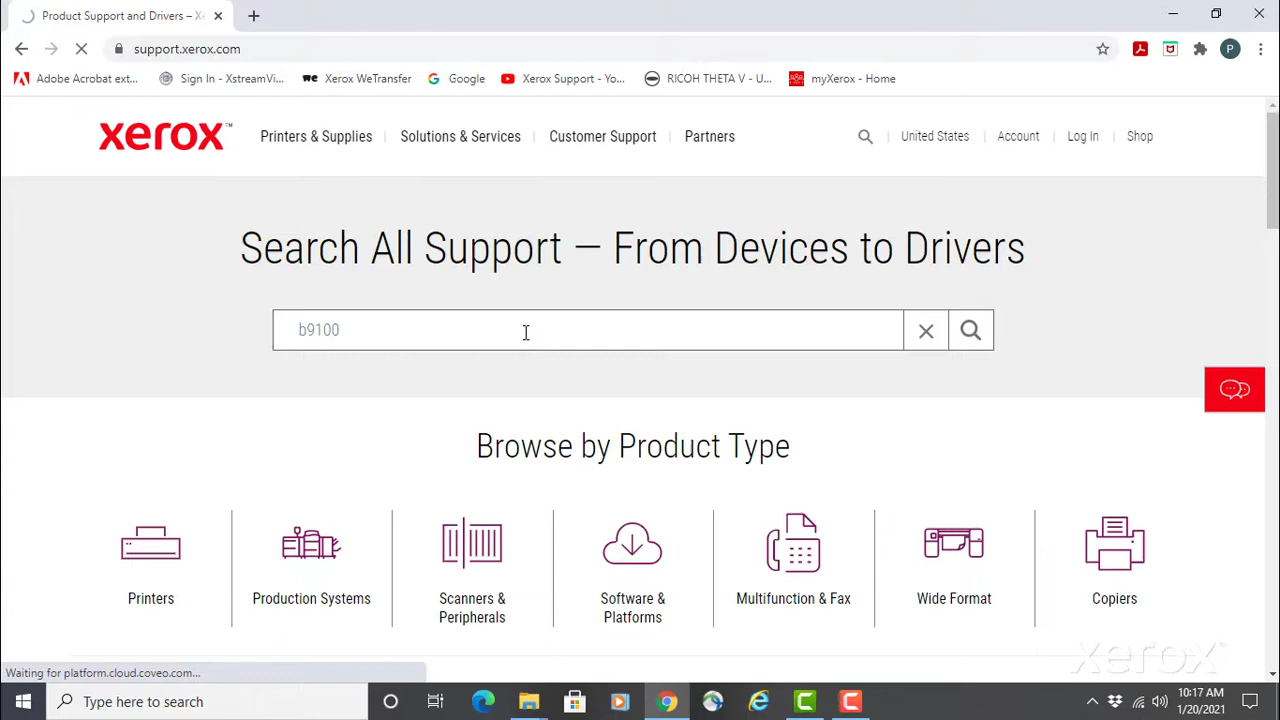 Product Support and Drivers – X
support.xerox.com
Adobe Acrobat ext...
Sign In - XstreamVi...
Xerox WeTransfer
Google
Xerox Support - Yo...
RICOH THETA V - U...
myXerox - Home
xerox™
Printers & Supplies
Solutions & Services
Customer Support
Partners
United States
Account
Log In
Shop
Search All Support — From Devices to Drivers
b9100
Browse by Product Type
Printers
Production Systems
Scanners &
Peripherals
Software &
Platforms
Multifunction & Fax
Wide Format
Copiers
Waiting for platform.cloud.coveo.com...
xerox™
Type here to search
10:17 AM
1/20/2021